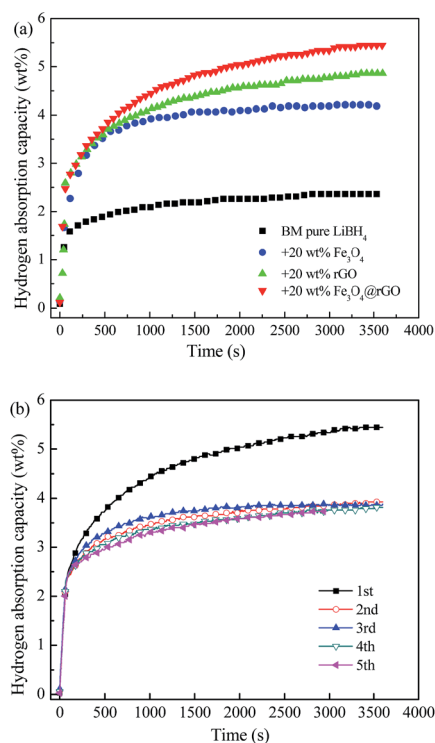 (a)
Hydrogen absorption capacity (wt%)
6
5
4
3
2
1
0
BM pure LiBH₄
+20 wt% Fe₃O₄
+20 wt% rGO
+20 wt% Fe₃O₄@rGO
0 500 1000 1500 2000 2500 3000 3500 4000
Time (s)
(b)
Hydrogen absorption capacity (wt%)
6
5
4
3
2
1
0
1st
2nd
3rd
4th
5th
0 500 1000 1500 2000 2500 3000 3500 4000
Time (s)